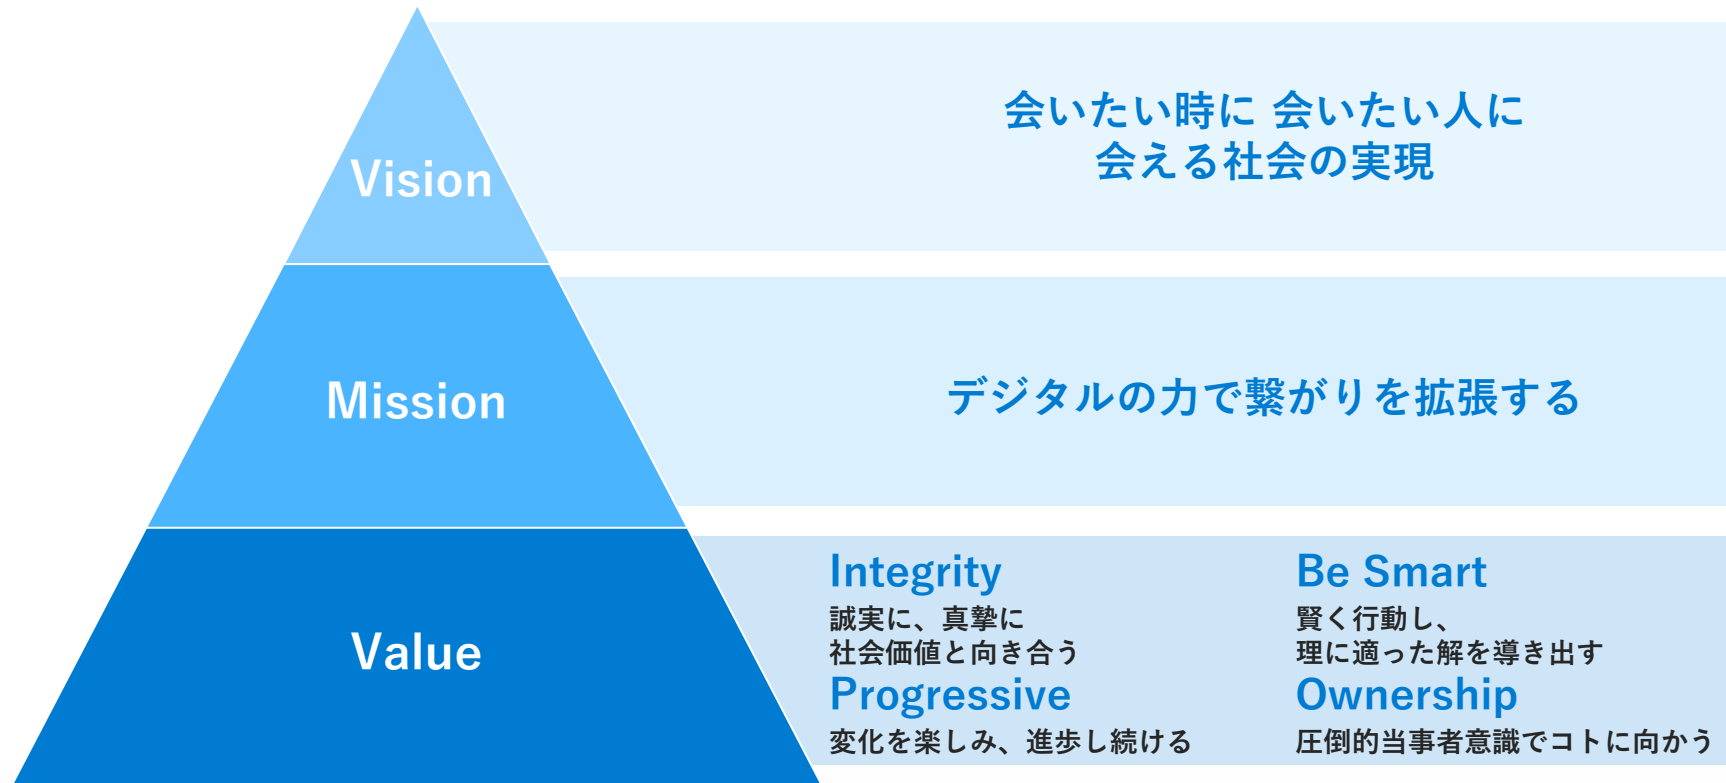 Vision
会いたい時に 会いたい人に
会える社会の実現
Mission
デジタルの力で繋がりを拡張する
Value
Integrity
誠実に、真摯に
社会価値と向き合う
Be Smart
賢く行動し、
理に適った解を導き出す
Progressive
変化を楽しみ、進歩し続ける
Ownership
圧倒的当事者意識でコトに向かう